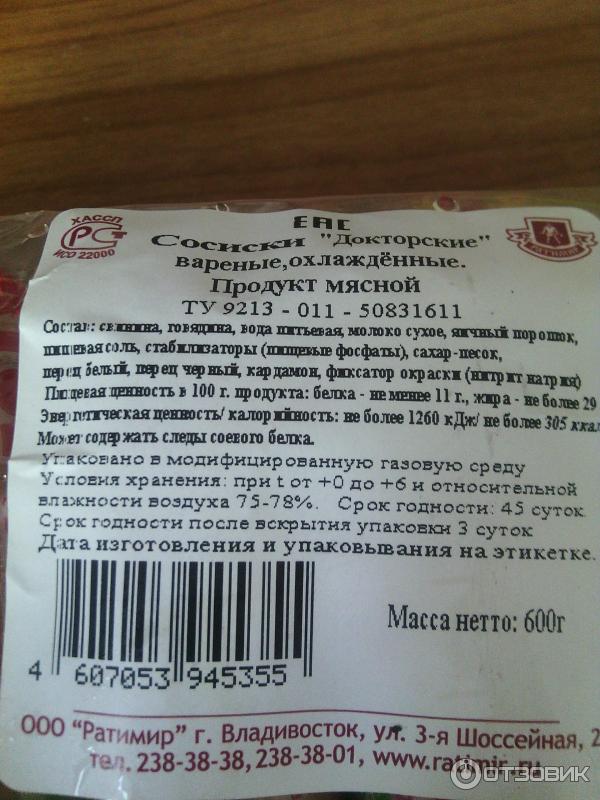 ХАССП
РСТ
ИСО 22000
ЕАС
РАТИМИР
Сосиски "Докторские"
вареные,охлаждённые.
Продукт мясной
ТУ 9213 - 011 - 50831611
Состав: свинина, говядина, вода питьевая, молоко сухое, яичный порошок,
пищевая соль, стабилизаторы (пищевые фосфаты), сахар-песок,
перец белый, перец черный, кардамон, фиксатор окраски (нитрит натрия)
Пищевая ценность в 100 г. продукта: белка - не менее 11 г., жира - не более 29
Энергетическая ценность/ калорийность: не более 1260 кДж/ не более 305 ккал
Может содержать следы соевого белка.
Упаковано в модифицированную газовую среду
Условия хранения: при t от +0 до +6 и относительной
влажности воздуха 75-78%. Срок годности: 45 суток.
Срок годности после вскрытия упаковки 3 суток
Дата изготовления и упаковывания на этикетке.
Масса нетто: 600г
4 607053 945355
ООО "Ратимир" г. Владивосток, ул. 3-я Шоссейная, 2
тел. 238-38-38, 238-38-01, www.ratimir.ru
ОТЗОВИК